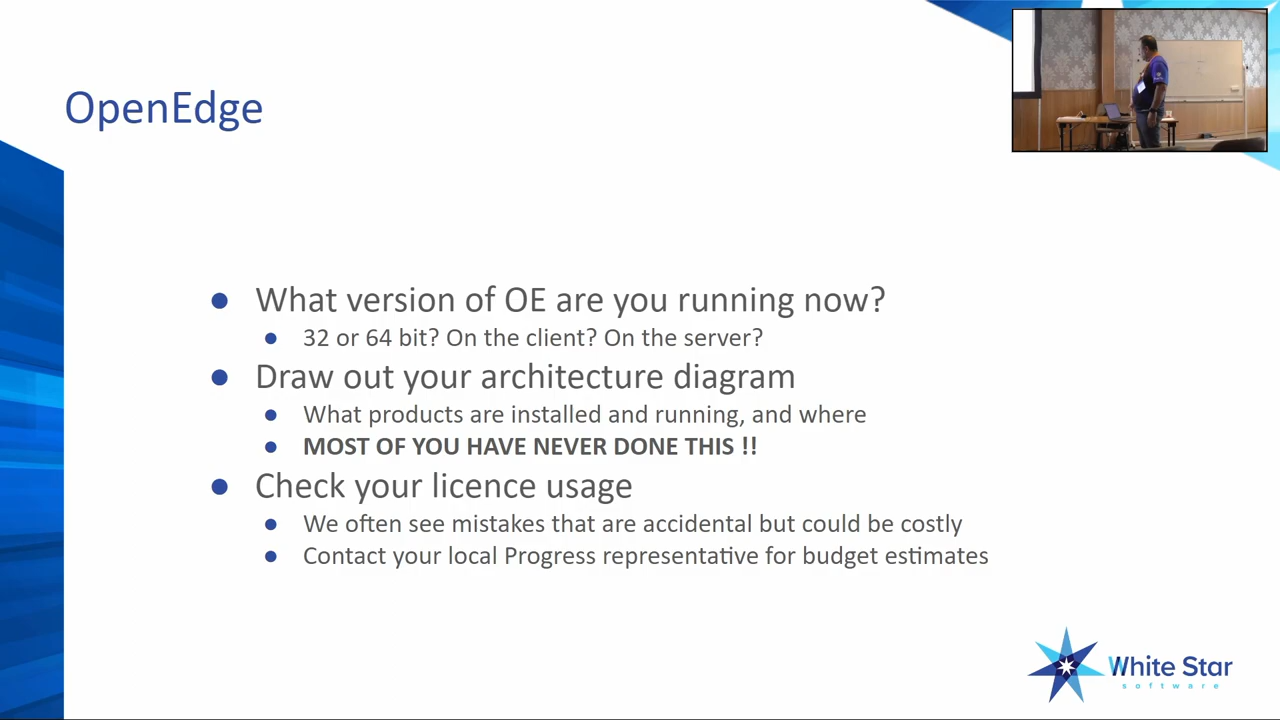 OpenEdge
What version of OE are you running now?
32 or 64 bit? On the client? On the server?
Draw out your architecture diagram
What products are installed and running, and where
MOST OF YOU HAVE NEVER DONE THIS !!
Check your licence usage
We often see mistakes that are accidental but could be costly
Contact your local Progress representative for budget estimates
White Star
software